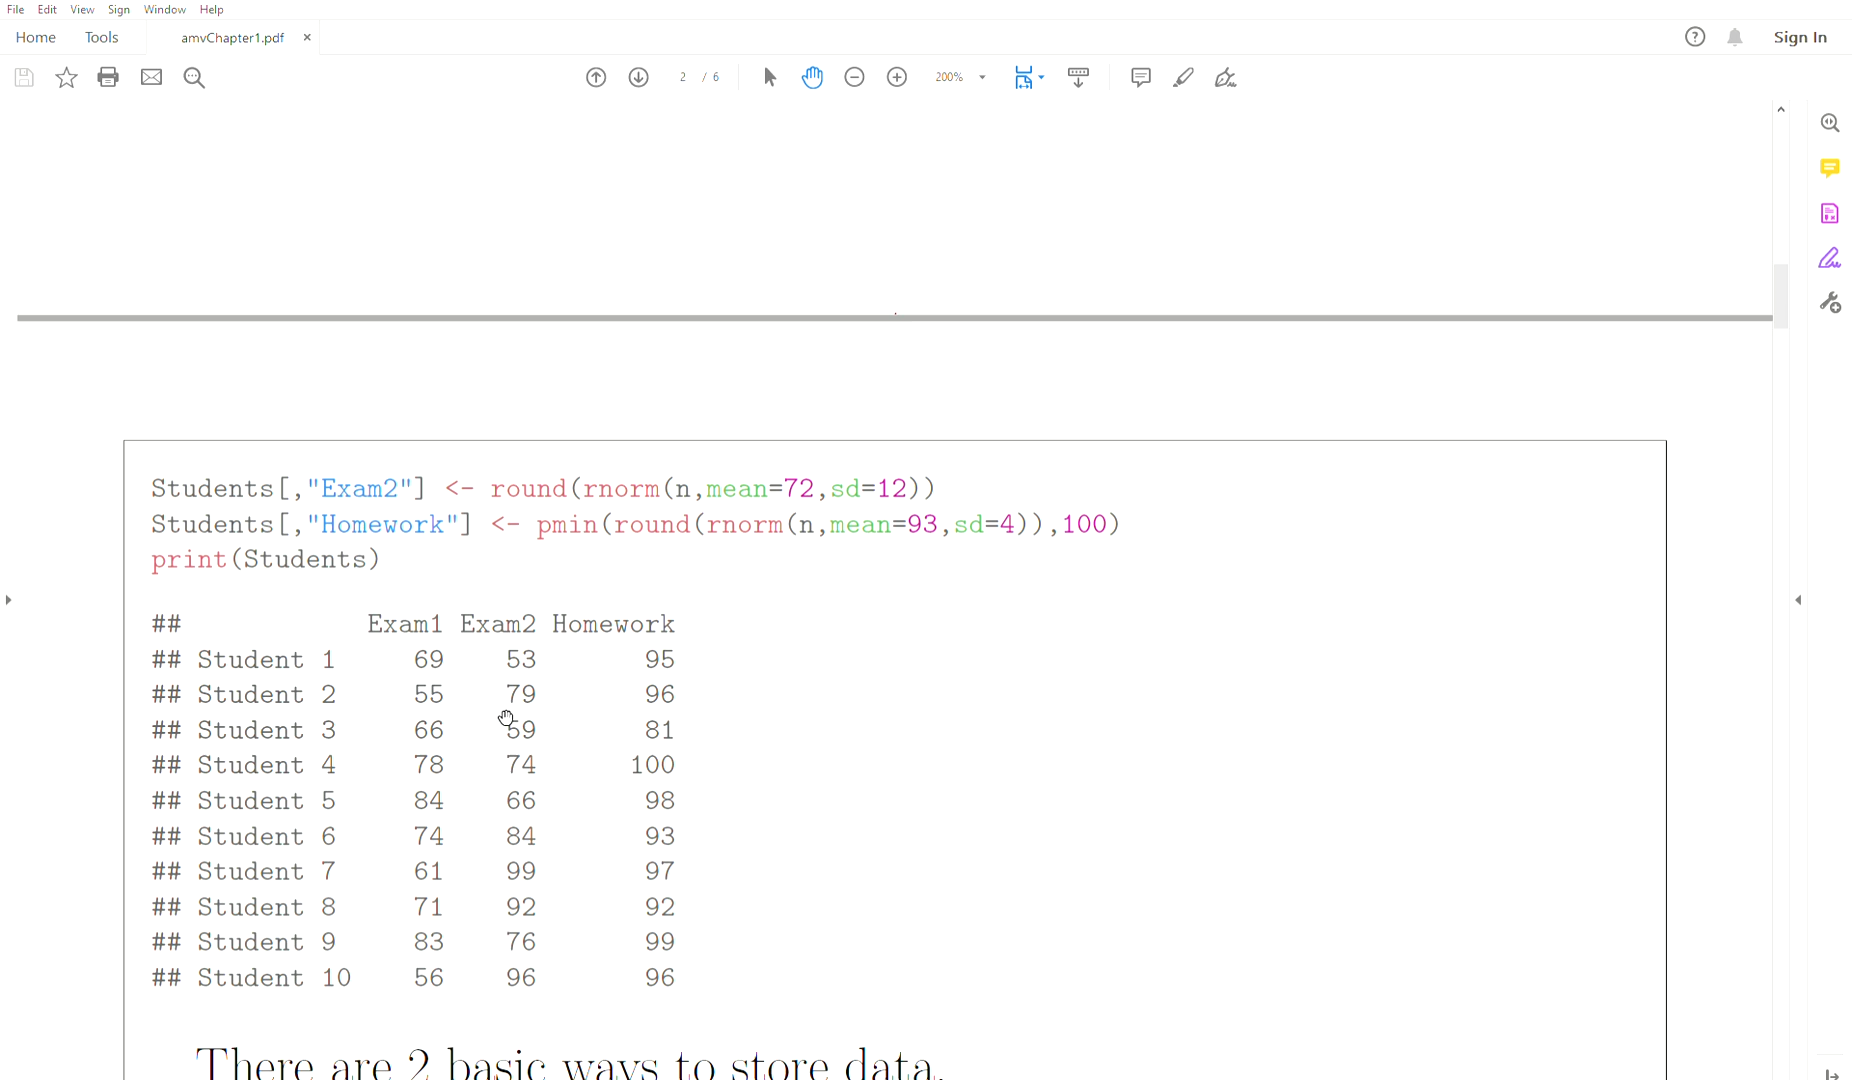 File Edit View Sign Window Help
Home Tools amvChapter1.pdf × Sign In
2 / 6 200%
Students[,"Exam2"] <- round(rnorm(n,mean=72,sd=12))
Students[,"Homework"] <- pmin(round(rnorm(n,mean=93,sd=4)),100)
print(Students)
## Exam1 Exam2 Homework
## Student 1 69 53 95
## Student 2 55 79 96
## Student 3 66 59 81
## Student 4 78 74 100
## Student 5 84 66 98
## Student 6 74 84 93
## Student 7 61 99 97
## Student 8 71 92 92
## Student 9 83 76 99
## Student 10 56 96 96
There are 2 basic ways to store data.